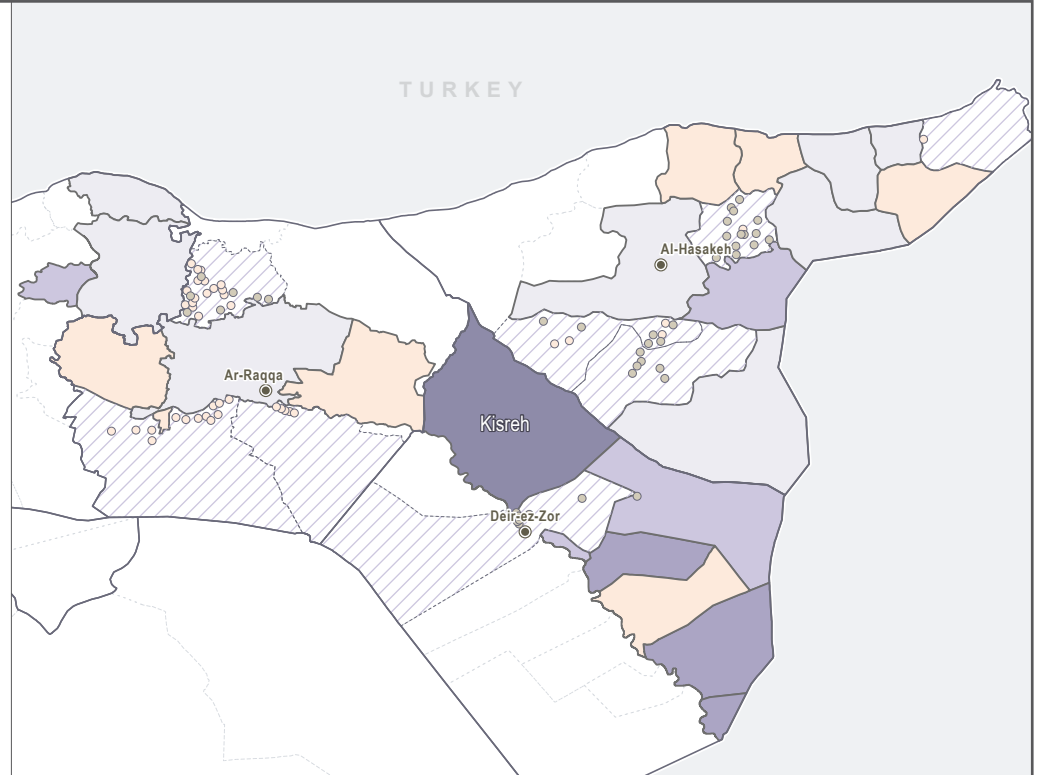 TURKEY
Al-Hasakeh
Ar-Raqqa
Kisreh
Deir-ez-Zor